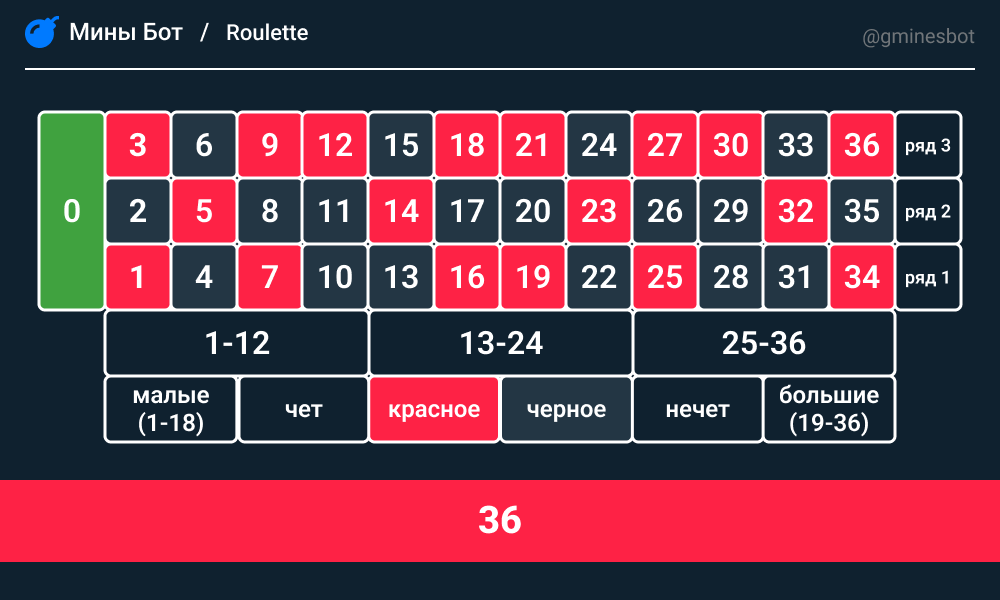 Мины Бот / Roulette
@gminesbot
3 6 9 12 15 18 21 24 27 30 33 36 ряд 3
0 2 5 8 11 14 17 20 23 26 29 32 35 ряд 2
1 4 7 10 13 16 19 22 25 28 31 34 ряд 1
1-12 13-24 25-36
малые
(1-18)
чет
красное
черное
нечет
большие
(19-36)
36